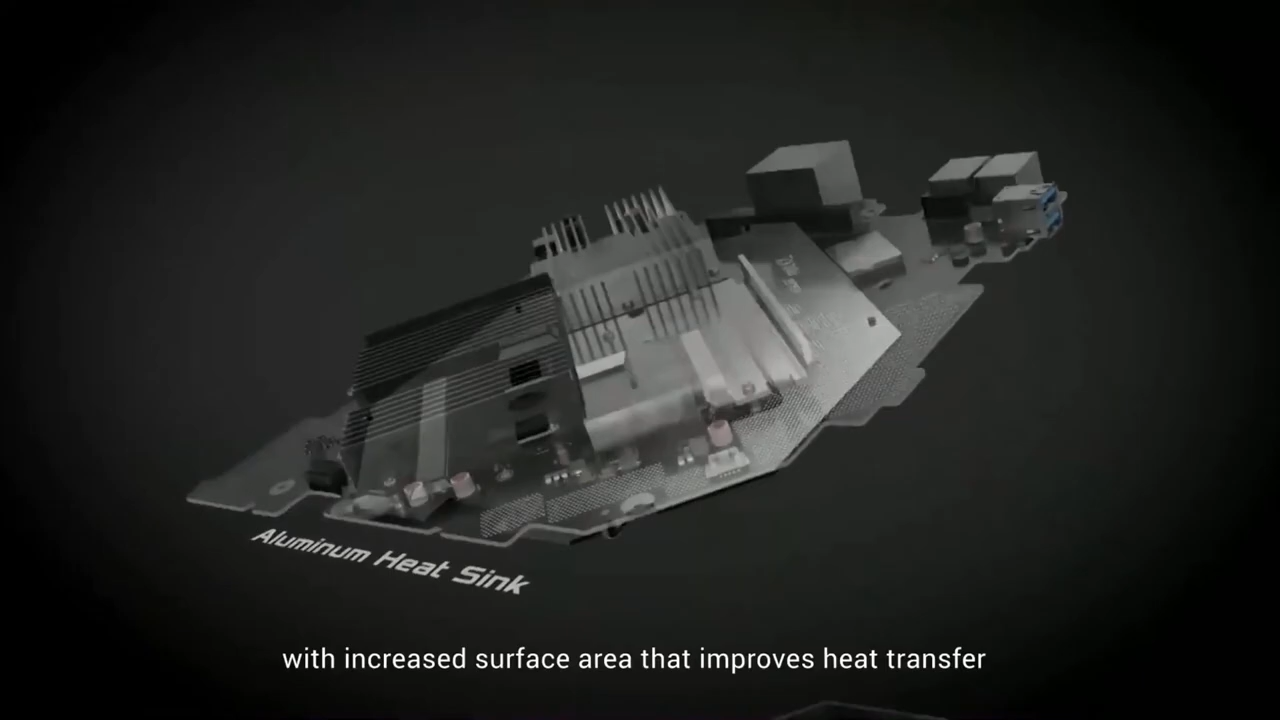 Aluminum Heat Sink
with increased surface area that improves heat transfer